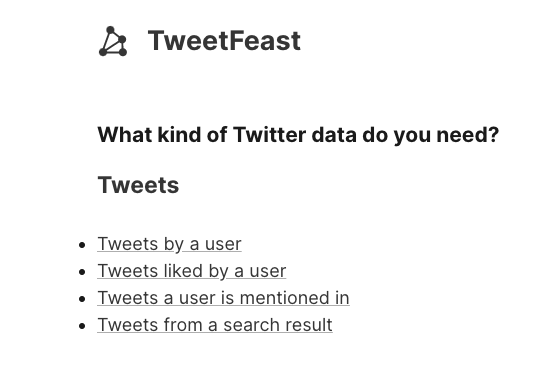 TweetFeast
What kind of Twitter data do you need?
Tweets
Tweets by a user
Tweets liked by a user
Tweets a user is mentioned in
Tweets from a search result